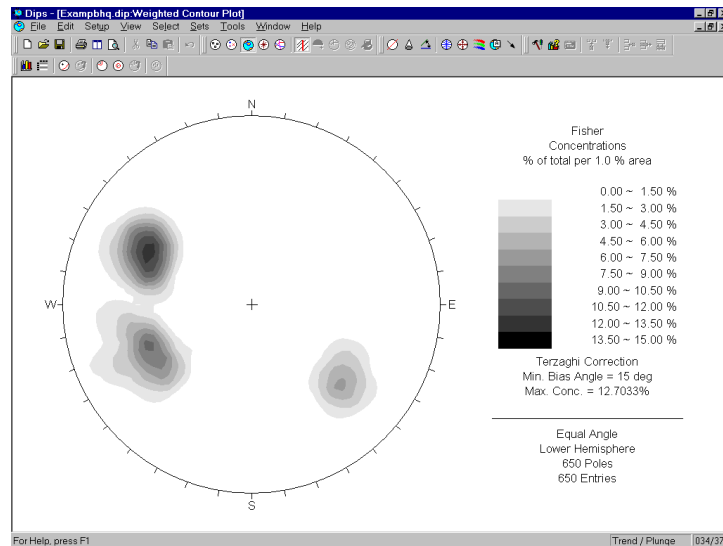 Dips - [Exampbhq.dip:Weighted Contour Plot]
File Edit Setup View Select Sets Tools Window Help
N
W
E
S
Fisher
Concentrations
% of total per 1.0 % area
0.00 ~ 1.50 %
1.50 ~ 3.00 %
3.00 ~ 4.50 %
4.50 ~ 6.00 %
6.00 ~ 7.50 %
7.50 ~ 9.00 %
9.00 ~ 10.50 %
10.50 ~ 12.00 %
12.00 ~ 13.50 %
13.50 ~ 15.00 %
Terzaghi Correction
Min. Bias Angle = 15 deg
Max. Conc. = 12.7033%
Equal Angle
Lower Hemisphere
650 Poles
650 Entries
For Help, press F1
Trend / Plunge
034/37